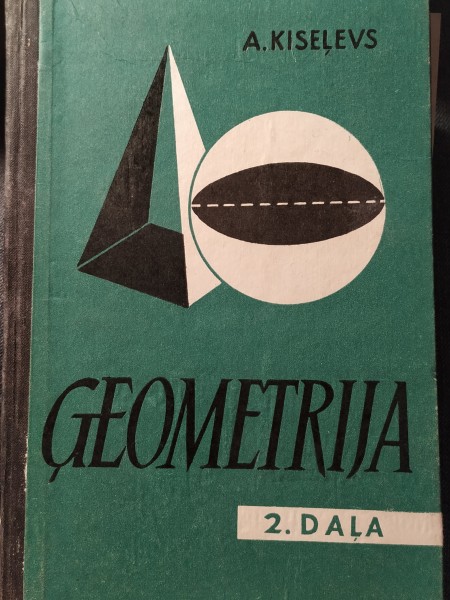 A. KISEĻEVS
ĢEOMETRIJA
2. DAĻA